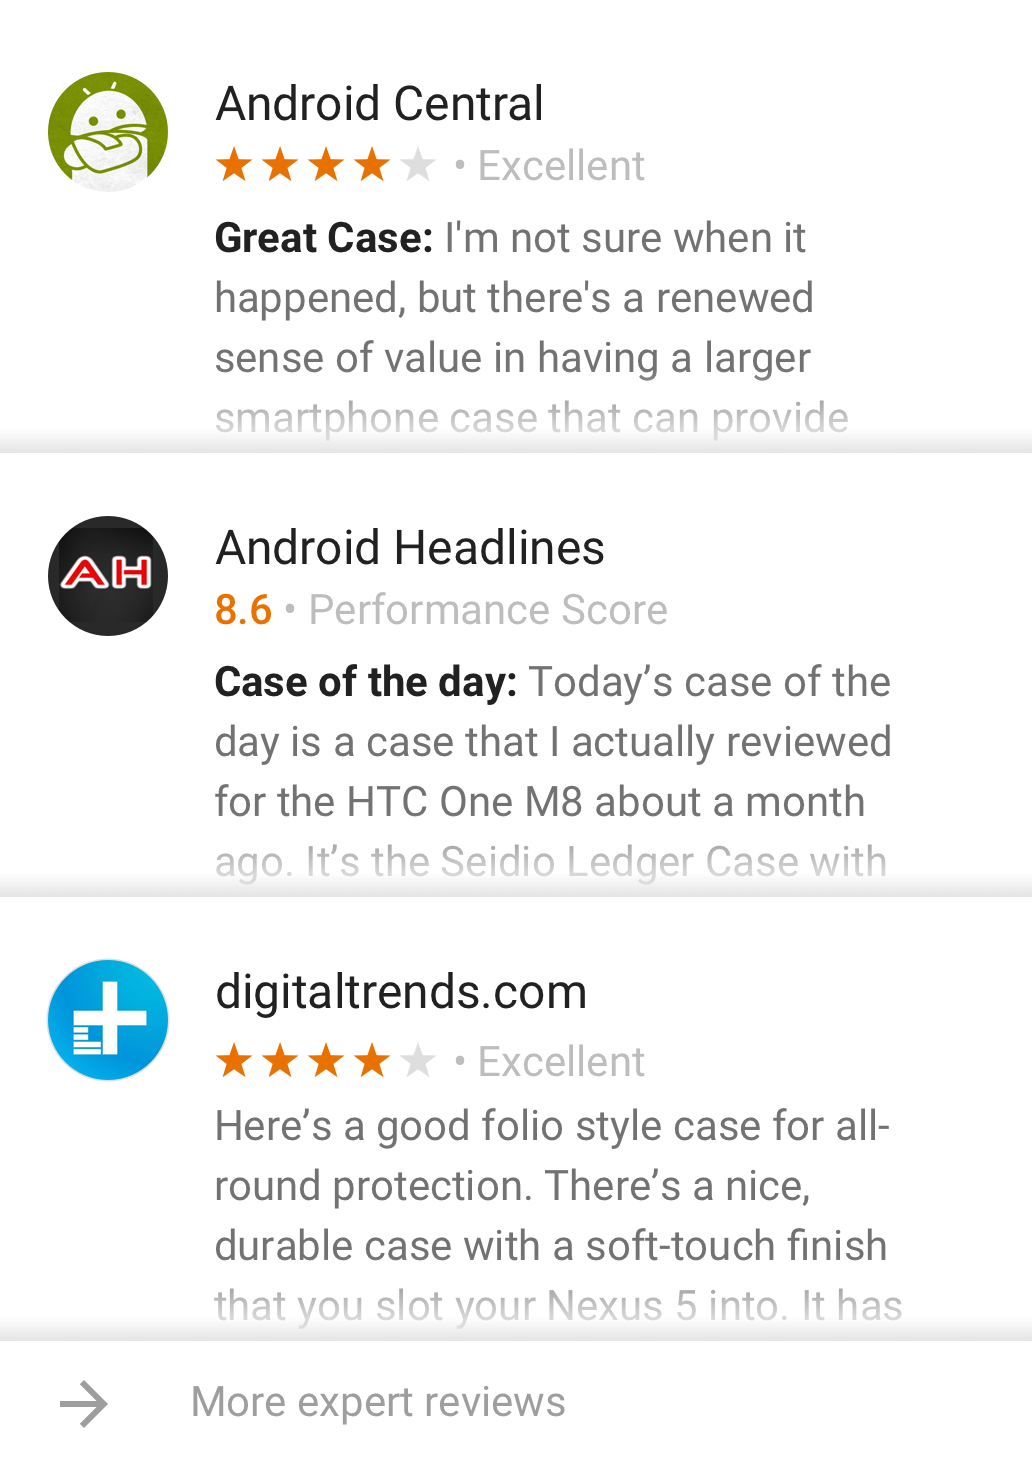 Android Central
• Excellent
Great Case: I'm not sure when it
happened, but there's a renewed
sense of value in having a larger
smartphone case that can provide
AH
Android Headlines
8.6 • Performance Score
Case of the day: Today’s case of the
day is a case that I actually reviewed
for the HTC One M8 about a month
ago. It’s the Seidio Ledger Case with
digitaltrends.com
• Excellent
Here’s a good folio style case for all-
round protection. There’s a nice,
durable case with a soft-touch finish
that you slot your Nexus 5 into. It has
More expert reviews